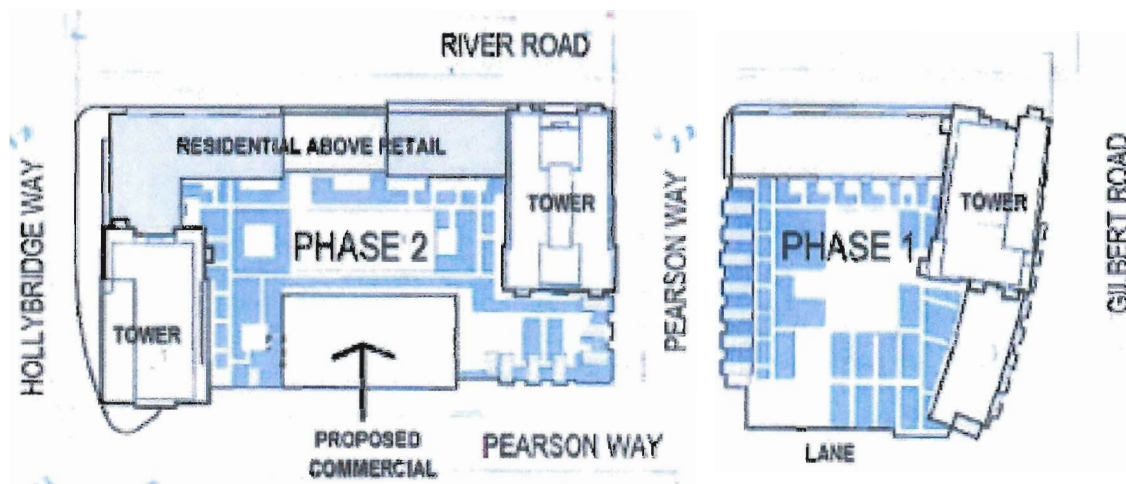 RIVER ROAD
HOLLYBRIDGE WAY
RESIDENTIAL ABOVE RETAIL
TOWER
PHASE 2
TOWER
PROPOSED
COMMERCIAL
PEARSON WAY
PEARSON WAY
TOWER
PHASE 1
LANE
GILBERT ROAD